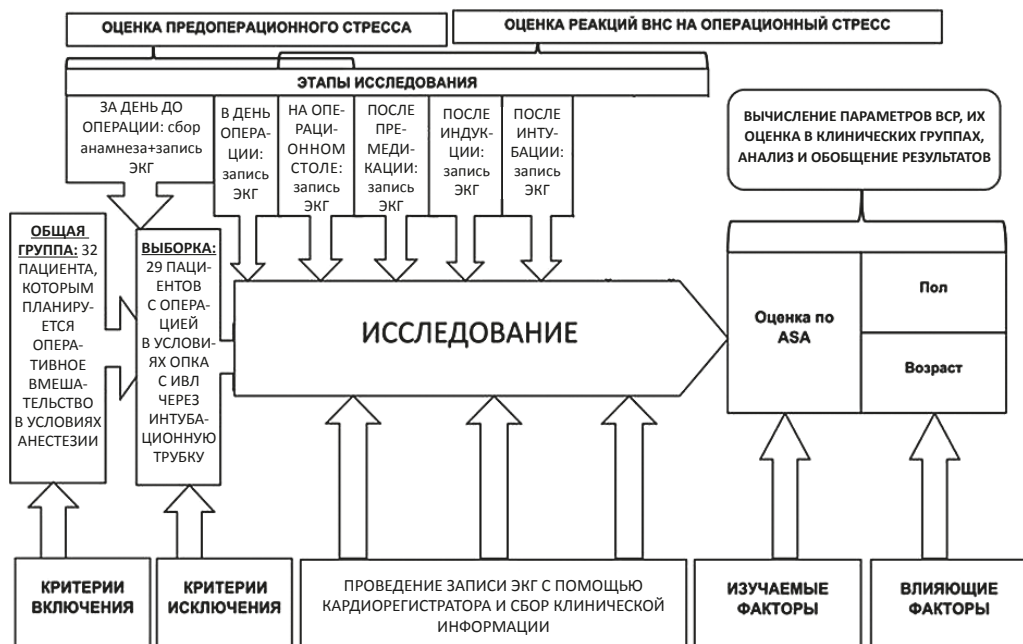 ОЦЕНКА ПРЕДОПЕРАЦИОННОГО СТРЕССА
ОЦЕНКА РЕАКЦИЙ ВНС НА ОПЕРАЦИОННЫЙ СТРЕСС
ЭТАПЫ ИССЛЕДОВАНИЯ
ЗА ДЕНЬ ДО
ОПЕРАЦИИ: сбор
анамнеза+запись
ЭКГ
В ДЕНЬ
ОПЕРА-
ЦИИ:
запись
ЭКГ
НА ОПЕ-
РАЦИ-
ОННОМ
СТОЛЕ:
запись
ЭКГ
ПОСЛЕ
ПРЕ-
МЕДИ-
КАЦИИ:
запись
ЭКГ
ПОСЛЕ
ИНДУК-
ЦИИ:
запись
ЭКГ
ПОСЛЕ
ИНТУ-
БАЦИИ:
запись
ЭКГ
ВЫЧИСЛЕНИЕ ПАРАМЕТРОВ ВСР, ИХ
ОЦЕНКА В КЛИНИЧЕСКИХ ГРУППАХ,
АНАЛИЗ И ОБОБЩЕНИЕ РЕЗУЛЬТАТОВ
ОБЩАЯ
ГРУППА: 32
ПАЦИЕНТА,
КОТОРЫМ
ПЛАНИРУ-
ЕТСЯ
ОПЕРА-
ТИВНОЕ
ВМЕША-
ТЕЛЬСТВО
В УСЛОВИЯХ
АНЕСТЕЗИИ
ВЫБОРКА:
29 ПАЦИ-
ЕНТОВ
С ОПЕРА-
ЦИЕЙ
В УСЛОВИ-
ЯХ ОПКА
С ИВЛ
ЧЕРЕЗ
ИНТУБА-
ЦИОННУЮ
ТРУБКУ
ИССЛЕДОВАНИЕ
Оценка по
ASA
Пол
Возраст
КРИТЕРИИ
ВКЛЮЧЕНИЯ
КРИТЕРИИ
ИСКЛЮЧЕНИЯ
ПРОВЕДЕНИЕ ЗАПИСИ ЭКГ С ПОМОЩЬЮ
КАРДИОРЕГИСТРАТОРА И СБОР КЛИНИЧЕСКОЙ
ИНФОРМАЦИИ
ИЗУЧАЕМЫЕ
ФАКТОРЫ
ВЛИЯЮЩИЕ
ФАКТОРЫ